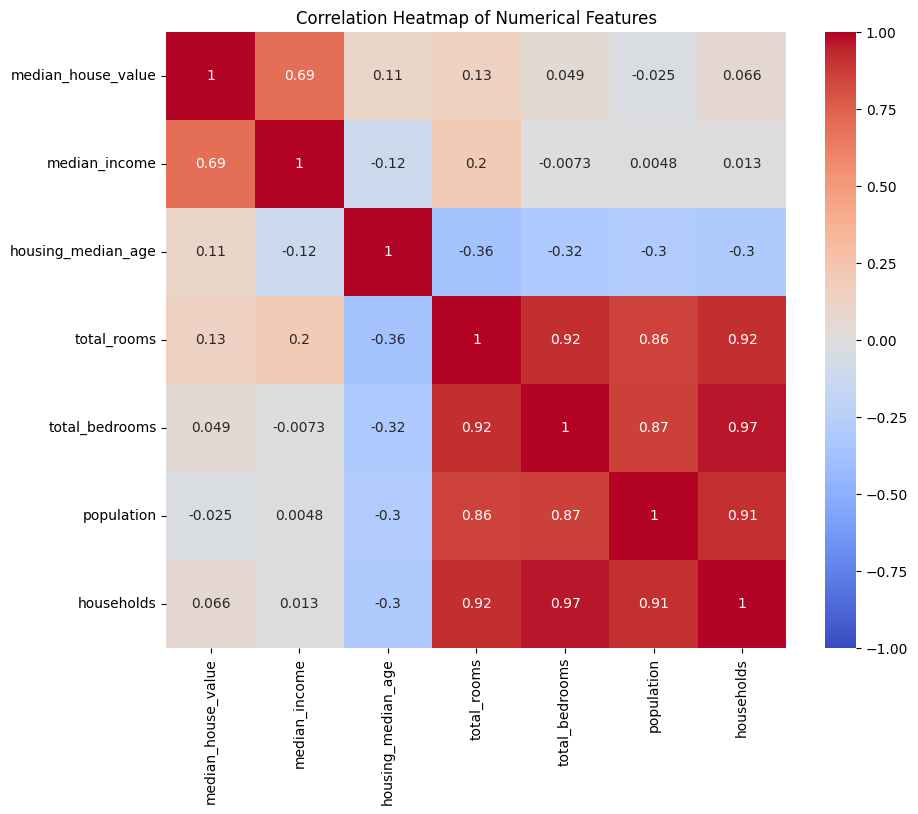 Correlation Heatmap of Numerical Features
median_house_value 1 0.69 0.11 0.13 0.049 -0.025 0.066
median_income 0.69 1 -0.12 0.2 -0.0073 0.0048 0.013
housing_median_age 0.11 -0.12 1 -0.36 -0.32 -0.3 -0.3
total_rooms 0.13 0.2 -0.36 1 0.92 0.86 0.92
total_bedrooms 0.049 -0.0073 -0.32 0.92 1 0.87 0.97
population -0.025 0.0048 -0.3 0.86 0.87 1 0.91
households 0.066 0.013 -0.3 0.92 0.97 0.91 1
median_house_value
median_income
housing_median_age
total_rooms
total_bedrooms
population
households
1.00
0.75
0.50
0.25
0.00
−0.25
−0.50
−0.75
−1.00